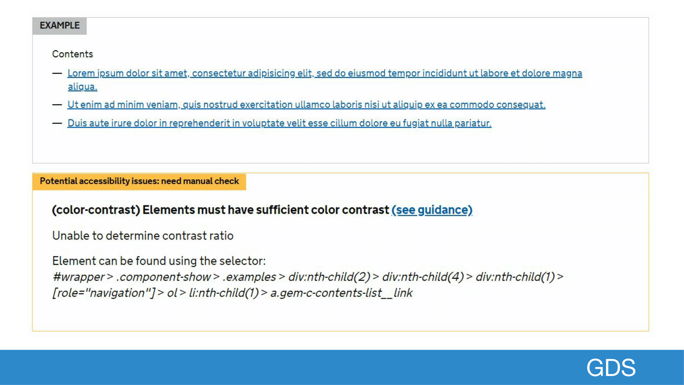 EXAMPLE
Contents
— Lorem ipsum dolor sit amet, consectetur adipisicing elit, sed do eiusmod tempor incididunt ut labore et dolore magna
aliqua.
— Ut enim ad minim veniam, quis nostrud exercitation ullamco laboris nisi ut aliquip ex ea commodo consequat.
— Duis aute irure dolor in reprehenderit in voluptate velit esse cillum dolore eu fugiat nulla pariatur.
Potential accessibility issues: need manual check
(color-contrast) Elements must have sufficient color contrast (see guidance)
Unable to determine contrast ratio
Element can be found using the selector:
#wrapper > .component-show > .examples > div:nth-child(2) > div:nth-child(4) > div:nth-child(1) >
[role="navigation"] > ol > li:nth-child(1) > a.gem-c-contents-list__link
GDS